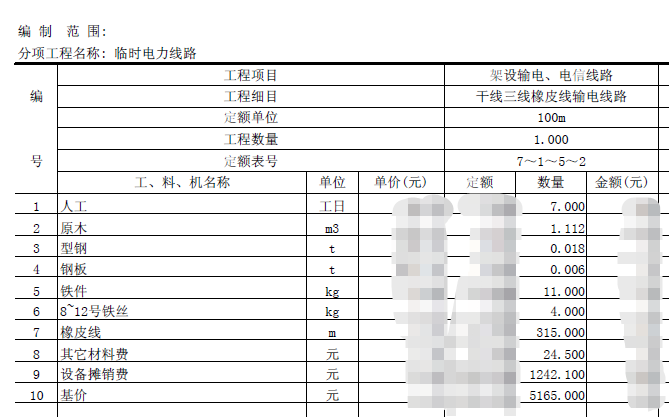 编 制 范 围:
分项工程名称: 临时电力线路
编号 工程项目 架设输电、电信线路
工程细目 干线三线橡皮线输电线路
定额单位 100m
工程数量 1.000
定额表号 7～1～5～2
工、料、机名称 单位 单价(元) 定额 数量 金额(元)
1 人工 工日 7.000
2 原木 m3 1.112
3 型钢 t 0.018
4 钢板 t 0.006
5 铁件 kg 11.000
6 8~12号铁丝 kg 4.000
7 橡皮线 m 315.000
8 其它材料费 元 24.500
9 设备摊销费 元 1242.100
10 基价 元 5165.000